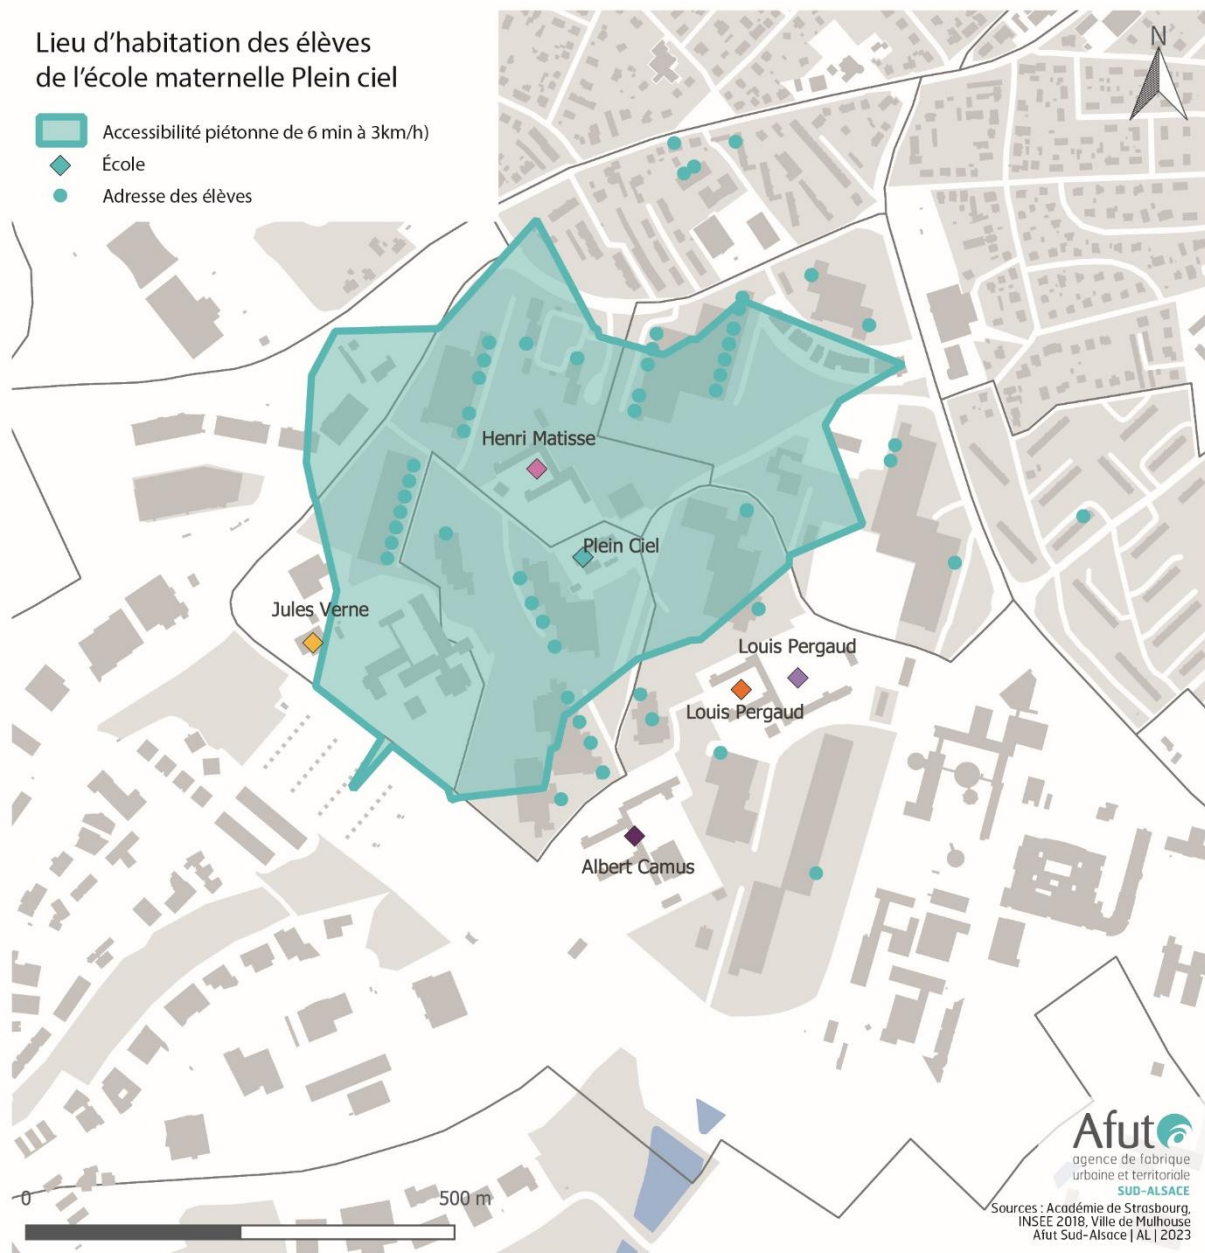 Lieu d'habitation des élèves
de l'école maternelle Plein ciel
Accessibilité piétonne de 6 min à 3km/h)
École
Adresse des élèves
N
Henri Matisse
Plein Ciel
Jules Verne
Louis Pergaud
Louis Pergaud
Albert Camus
0
500 m
Afut
agence de fabrique
urbaine et territoriale
SUD-ALSACE
Sources : Académie de Strasbourg,
INSEE 2018, Ville de Mulhouse
Afut Sud-Alsace | AL | 2023